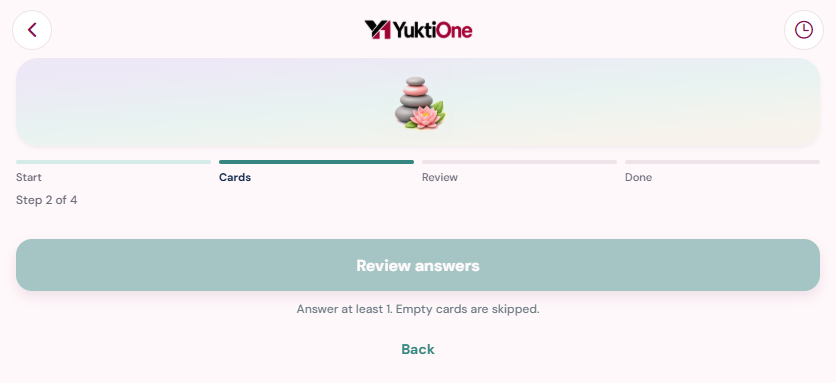 YuktiOne
Start
Cards
Review
Done
Step 2 of 4
Review answers
Answer at least 1. Empty cards are skipped.
Back